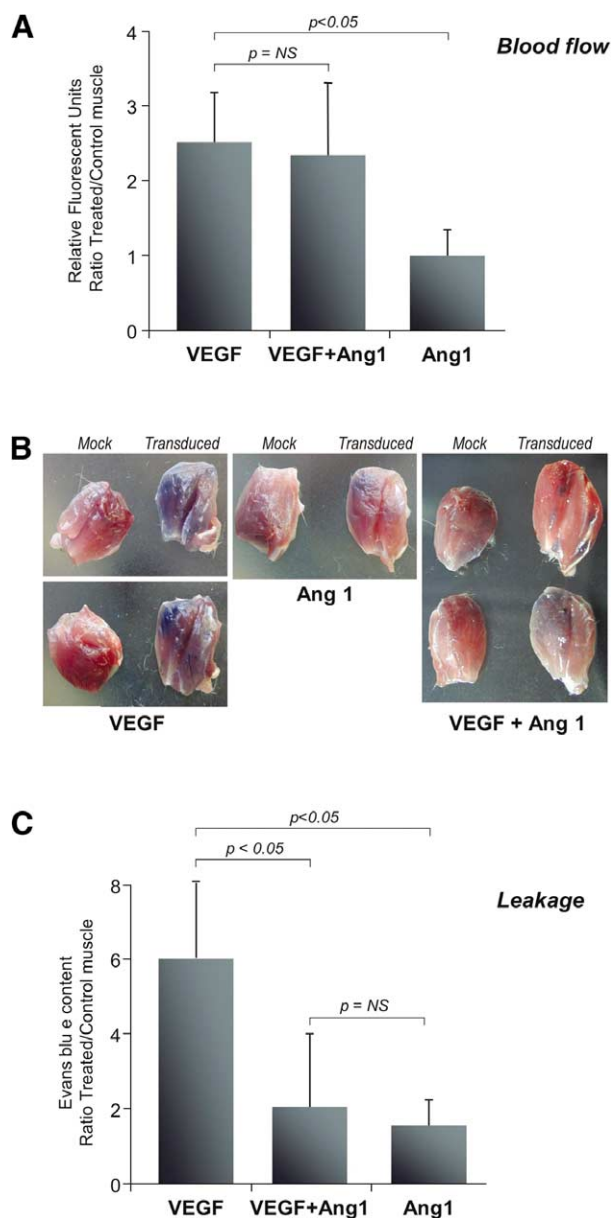 A
Blood flow
p<0.05
p = NS
4
3
2
1
0
Relative Fluorescent Units
Ratio Treated/Control muscle
VEGF VEGF+Ang1 Ang1
B
Mock Transduced Mock Transduced Mock Transduced
Ang 1
VEGF
VEGF + Ang 1
C
Leakage
p<0.05
p < 0.05
p = NS
8
6
4
2
0
Evans blu e content
Ratio Treated/Control muscle
VEGF VEGF+Ang1 Ang1